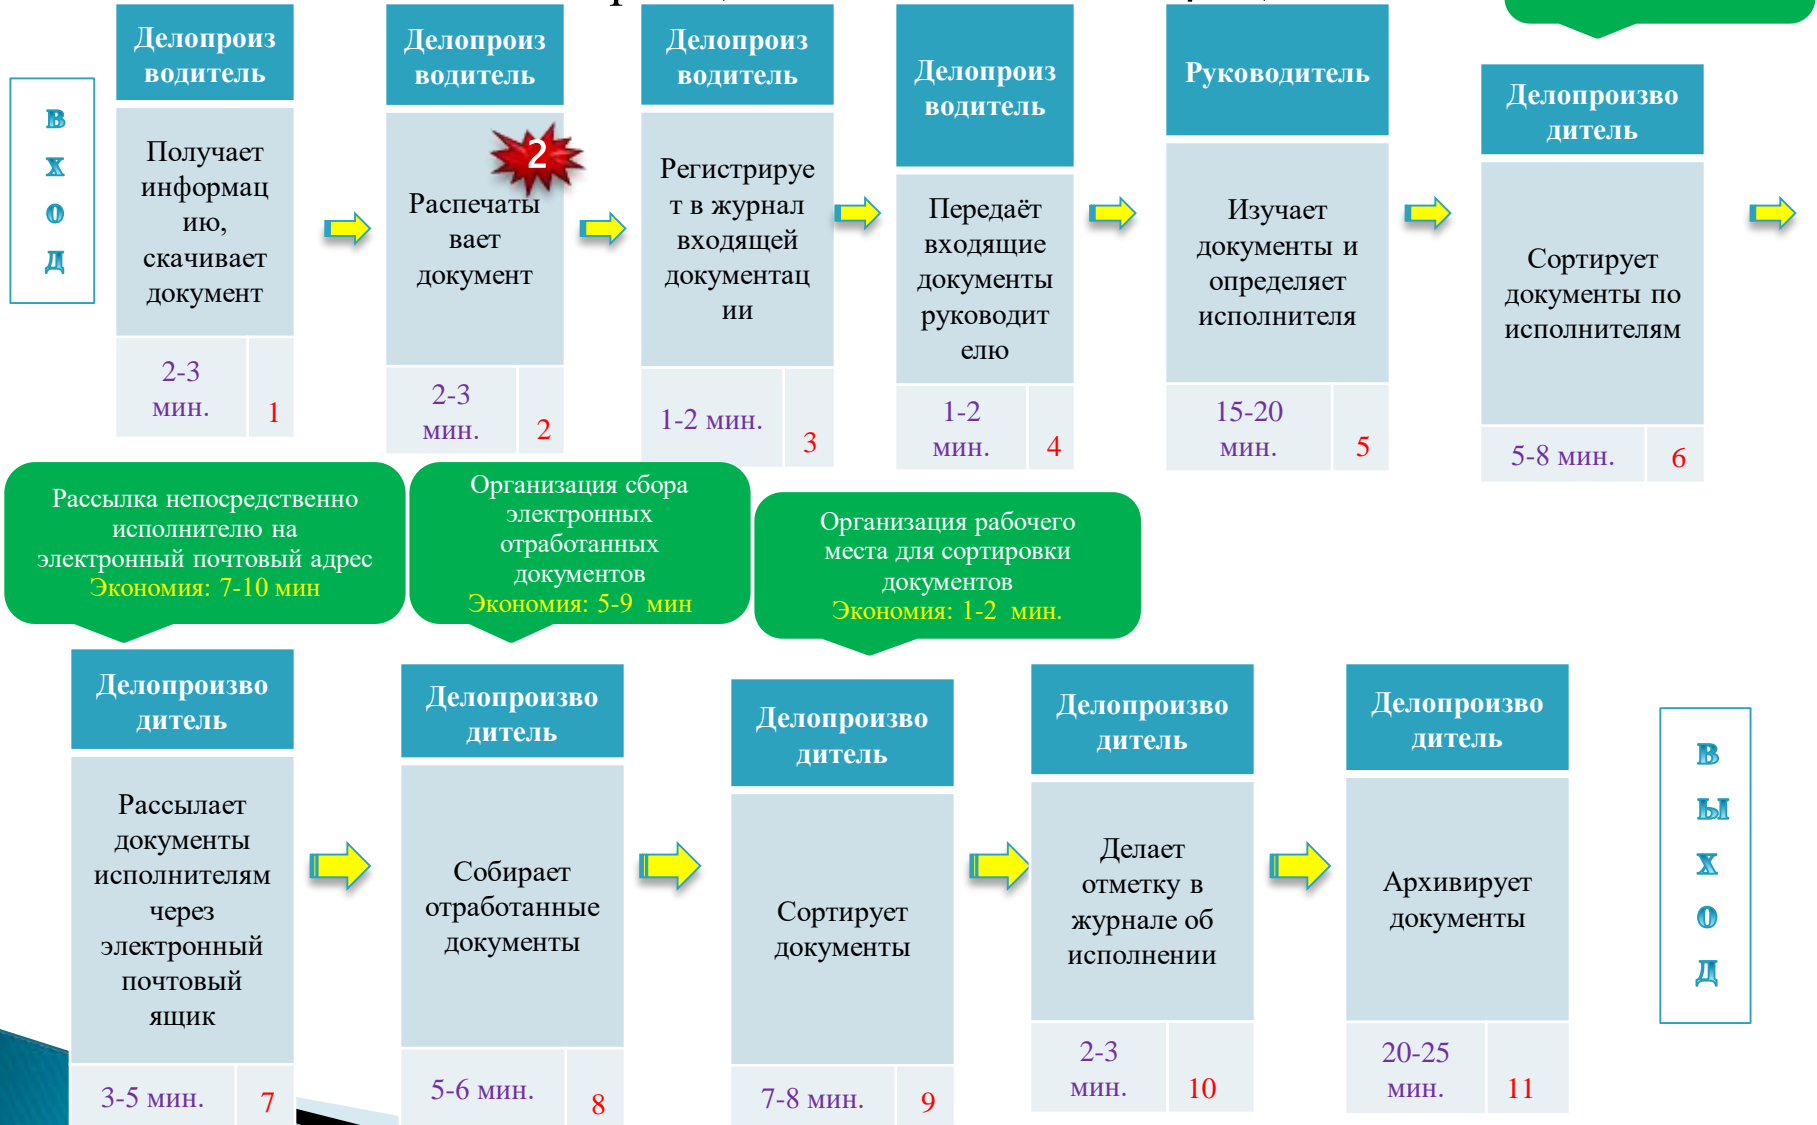 В
Х
О
Д
Делопроиз
водитель
Получает
информац
ию,
скачивает
документ
2-3
мин.
1
Делопроиз
водитель
2
Распечаты
вает
документ
2-3
мин.
2
Делопроиз
водитель
Регистрируе
т в журнал
входящей
документац
ии
1-2 мин.
3
Делопроиз
водитель
Передаёт
входящие
документы
руководит
елю
1-2
мин.
4
Руководитель
Изучает
документы и
определяет
исполнителя
15-20
мин.
5
Делопроизво
дитель
Сортирует
документы по
исполнителям
5-8 мин.
6
Рассылка непосредственно
исполнителю на
электронный почтовый адрес
Экономия: 7-10 мин
Организация сбора
электронных
отработанных
документов
Экономия: 5-9 мин
Организация рабочего
места для сортировки
документов
Экономия: 1-2 мин.
Делопроизво
дитель
Рассылает
документы
исполнителям
через
электронный
почтовый
ящик
3-5 мин.
7
Делопроизво
дитель
Собирает
отработанные
документы
5-6 мин.
8
Делопроизво
дитель
Сортирует
документы
7-8 мин.
9
Делопроизво
дитель
Делает
отметку в
журнале об
исполнении
2-3
мин.
10
Делопроизво
дитель
Архивирует
документы
20-25
мин.
11
В
Ы
Х
О
Д